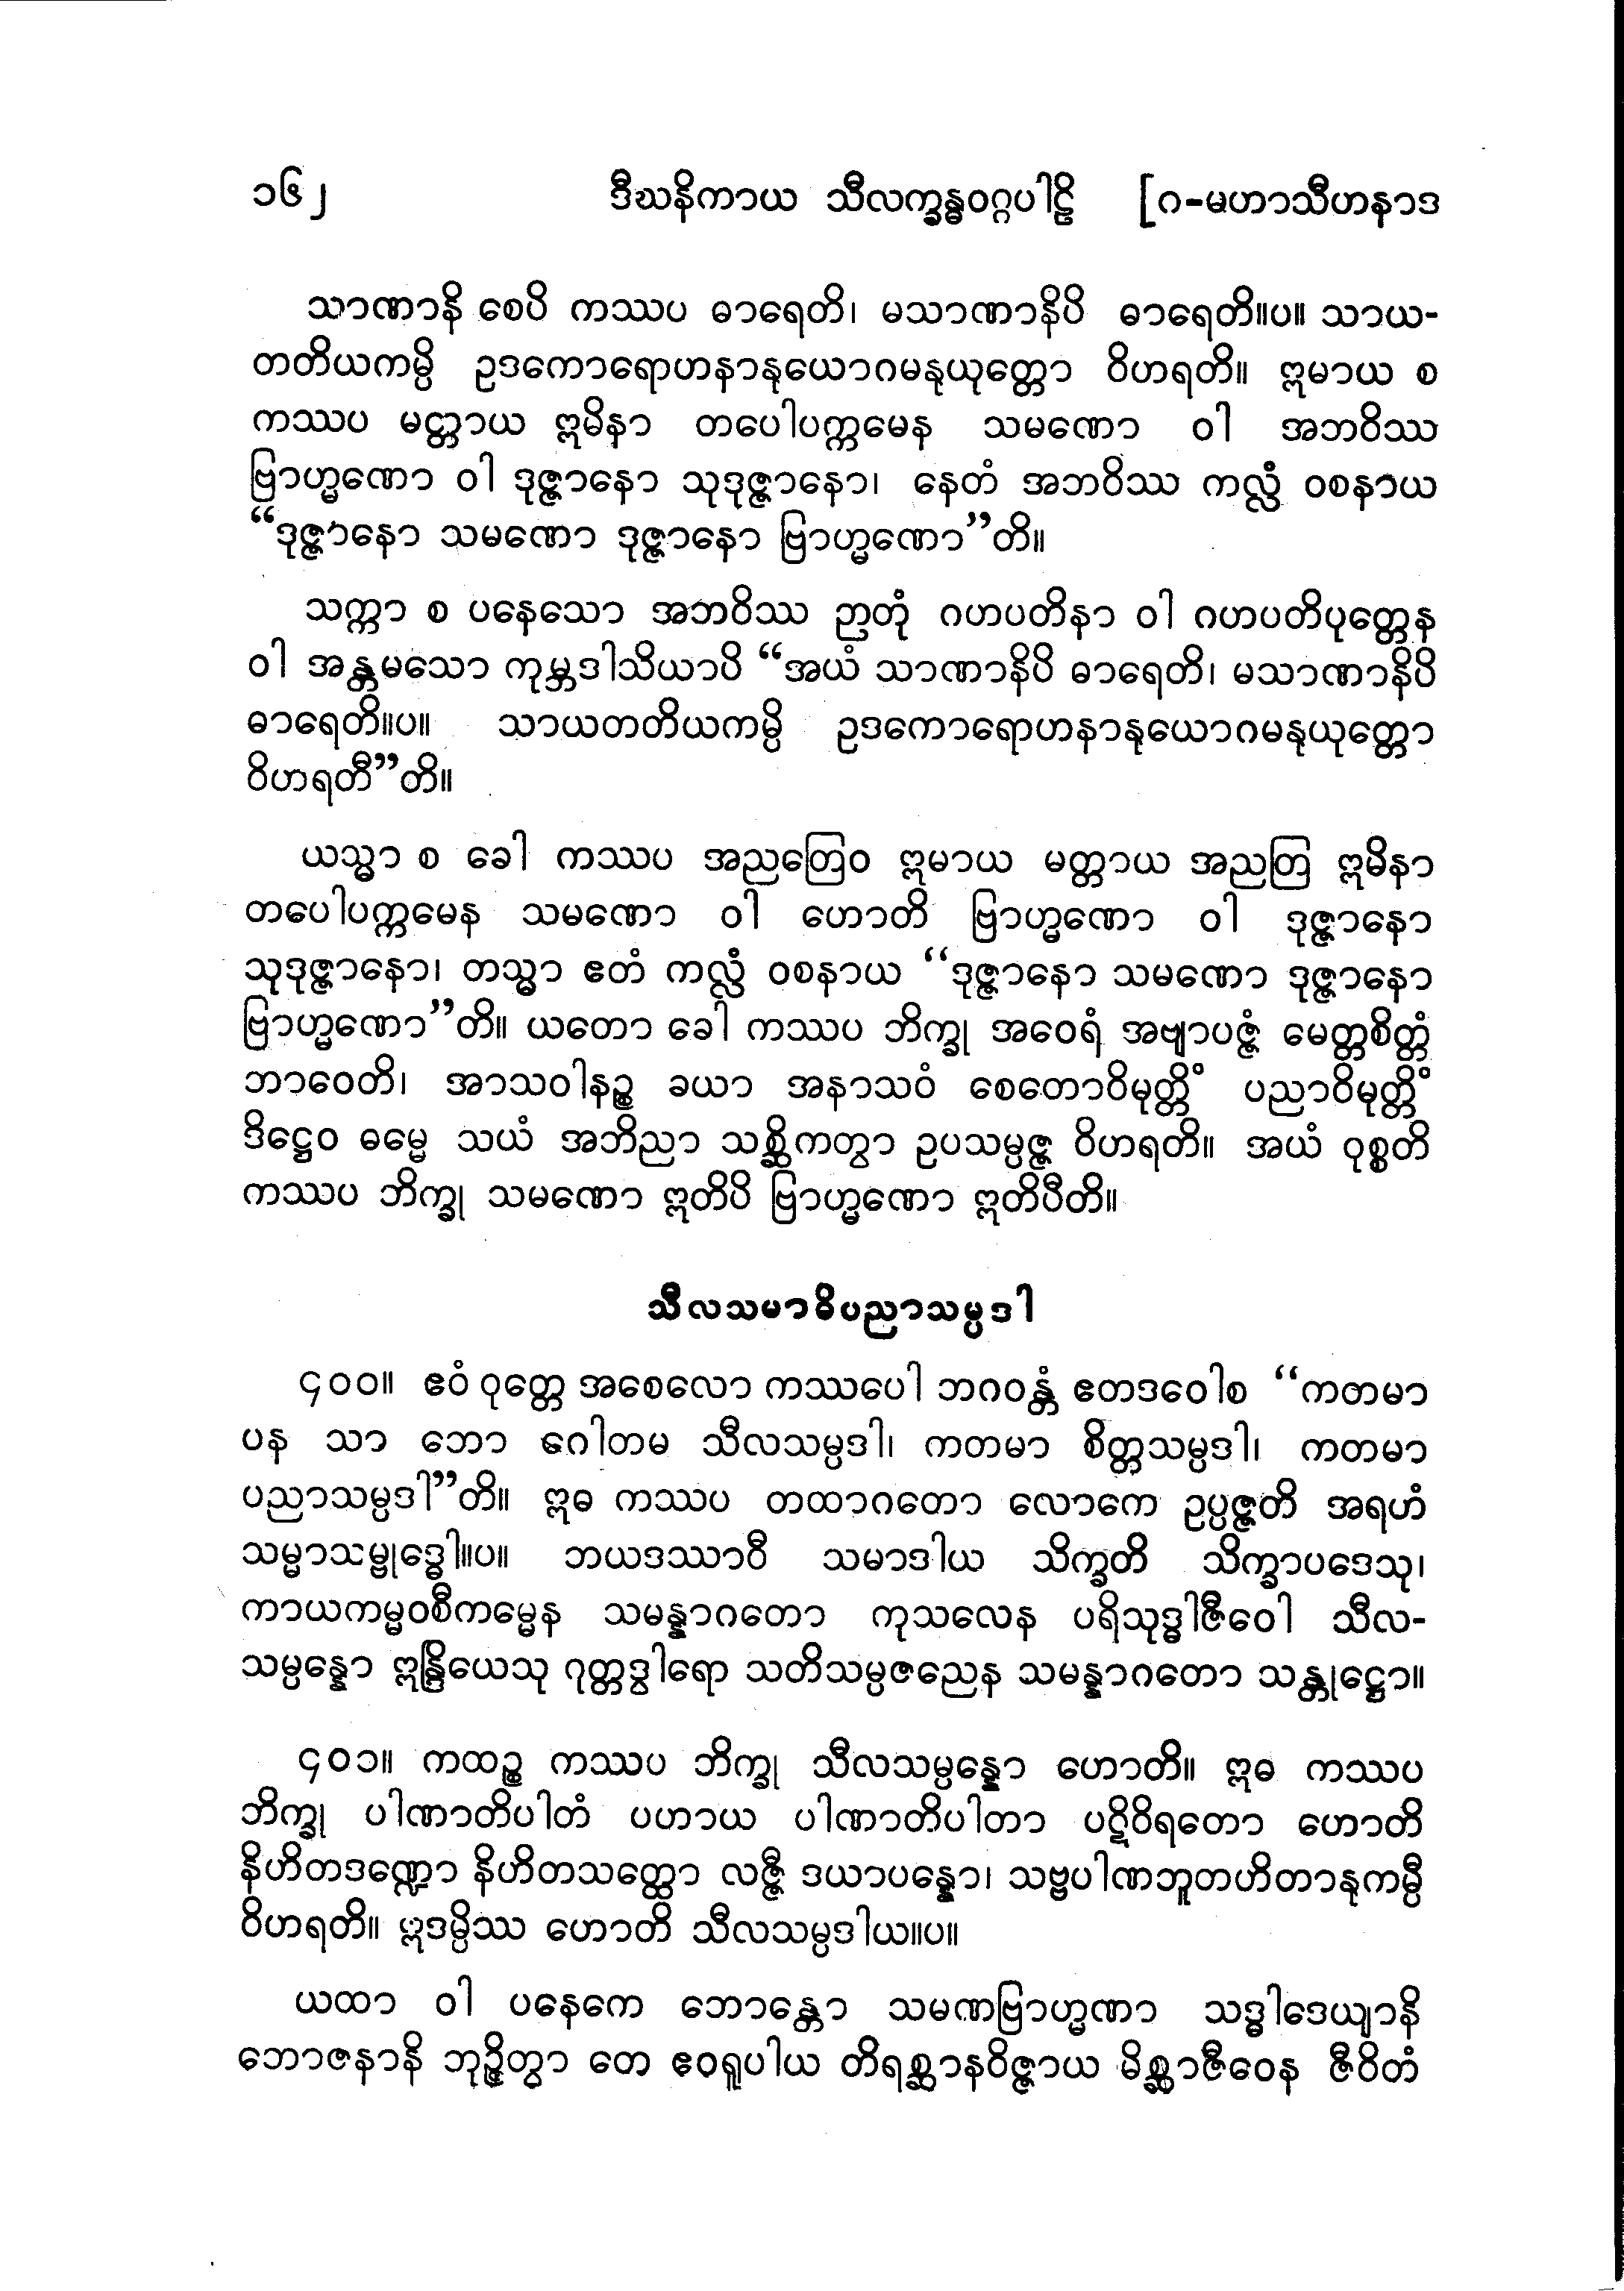 ၁၆၂ ဒီဃနိကာယ သီလက္ခန္ဓဝဂ္ဂပါဠိ [ဂ-မဟာသီဟနာဒ
သာဏာနိ စေပိ ကဿပ ဓာရေတိ၊ မသာဏာနိပိ ဓာရေတိ။ပ။ သာယ-
တတိယကမ္ပိ ဥဒကောရောဟနာနုယောဂမနုယုတ္တော ဝိဟရတိ။ ဣမာယ စ
ကဿပ မတ္တာယ ဣမိနာ တပေါပက္ကမေန သမဏော ဝါ အဘဝိဿ
ဗြာဟ္မဏော ဝါ ဒုဇ္ဇာနော သုဒုဇ္ဇာနော၊ နေတံ အဘဝိဿ ကလ္လံ ဝစနာယ
“ဒုဇ္ဇာနော သမဏော ဒုဇ္ဇာနော ဗြာဟ္မဏော”တိ။
သက္ကာ စ ပနေသော အဘဝိဿ ဉာတုံ ဂဟပတိနာ ဝါ ဂဟပတိပုတ္တေန
ဝါ အန္တမသော ကုမ္ဘဒါသိယာပိ “အယံ သာဏာနိပိ ဓာရေတိ၊ မသာဏာနိပိ
ဓာရေတိ။ပ။ သာယတတိယကမ္ပိ ဥဒကောရောဟနာနုယောဂမနုယုတ္တော
ဝိဟရတီ”တိ။
ယသ္မာ စ ခေါ ကဿပ အညတြေဝ ဣမာယ မတ္တာယ အညတြ ဣမိနာ
တပေါပက္ကမေန သမဏော ဝါ ဟောတိ ဗြာဟ္မဏော ဝါ ဒုဇ္ဇာနော
သုဒုဇ္ဇာနော၊ တသ္မာ ဧတံ ကလ္လံ ဝစနာယ “ဒုဇ္ဇာနော သမဏော ဒုဇ္ဇာနော
ဗြာဟ္မဏော”တိ။ ယတော ခေါ ကဿပ ဘိက္ခု အဝေရံ အဗျာပဇ္ဇံ မေတ္တစိတ္တံ
ဘာဝေတိ၊ အာသဝါနဉ္စ ခယာ အနာသဝံ စေတောဝိမုတ္တိံ ပညာဝိမုတ္တိံ
ဒိဋ္ဌေဝ ဓမ္မေ သယံ အဘိညာ သစ္ဆိကတွာ ဥပသမ္ပဇ္ဇ ဝိဟရတိ။ အယံ ဝုစ္စတိ
ကဿပ ဘိက္ခု သမဏော ဣတိပိ ဗြာဟ္မဏော ဣတိပီတိ။
သီလသမာဓိပညာသမ္ပဒါ
၄၀၀။ ဧဝံ ဝုတ္တေ အစေလော ကဿပေါ ဘဂဝန္တံ ဧတဒဝေါစ “ကတမာ
ပန သာ ဘော ဂေါတမ သီလသမ္ပဒါ၊ ကတမာ စိတ္တသမ္ပဒါ၊ ကတမာ
ပညာသမ္ပဒါ”တိ။ ဣဓ ကဿပ တထာဂတော လောကေ ဥပ္ပဇ္ဇတိ အရဟံ
သမ္မာသမ္ဗုဒ္ဓေါ။ပ။ ဘယဒဿာဝီ သမာဒါယ သိက္ခတိ သိက္ခာပဒေသု၊
ကာယကမ္မဝစီကမ္မေန သမန္နာဂတော ကုသလေန ပရိသုဒ္ဓါဇီဝေါ သီလ-
သမ္ပန္နော ဣန္ဒြိယေသု ဂုတ္တဒွါရော သတိသမ္ပဇညေန သမန္နာဂတော သန္တုဋ္ဌော။
၄၀၁။ ကထဉ္စ ကဿပ ဘိက္ခု သီလသမ္ပန္နော ဟောတိ။ ဣဓ ကဿပ
ဘိက္ခု ပါဏာတိပါတံ ပဟာယ ပါဏာတိပါတာ ပဋိဝိရတော ဟောတိ
နိဟိတဒဏ္ဍော နိဟိတသတ္ထော လဇ္ဇီ ဒယာပန္နော၊ သဗ္ဗပါဏဘူတဟိတာနုကမ္ပီ
ဝိဟရတိ။ ဣဒမ္ပိဿ ဟောတိ သီလသမ္ပဒါယ။ပ။
ယထာ ဝါ ပနေကေ ဘောန္တော သမဏဗြာဟ္မဏာ သဒ္ဓါဒေယျာနိ
ဘောဇနာနိ ဘုဉ္ဇိတွာ တေ ဧဝရူပါယ တိရစ္ဆာနဝိဇ္ဇာယ မိစ္ဆာဇီဝေန ဇီဝိတံ